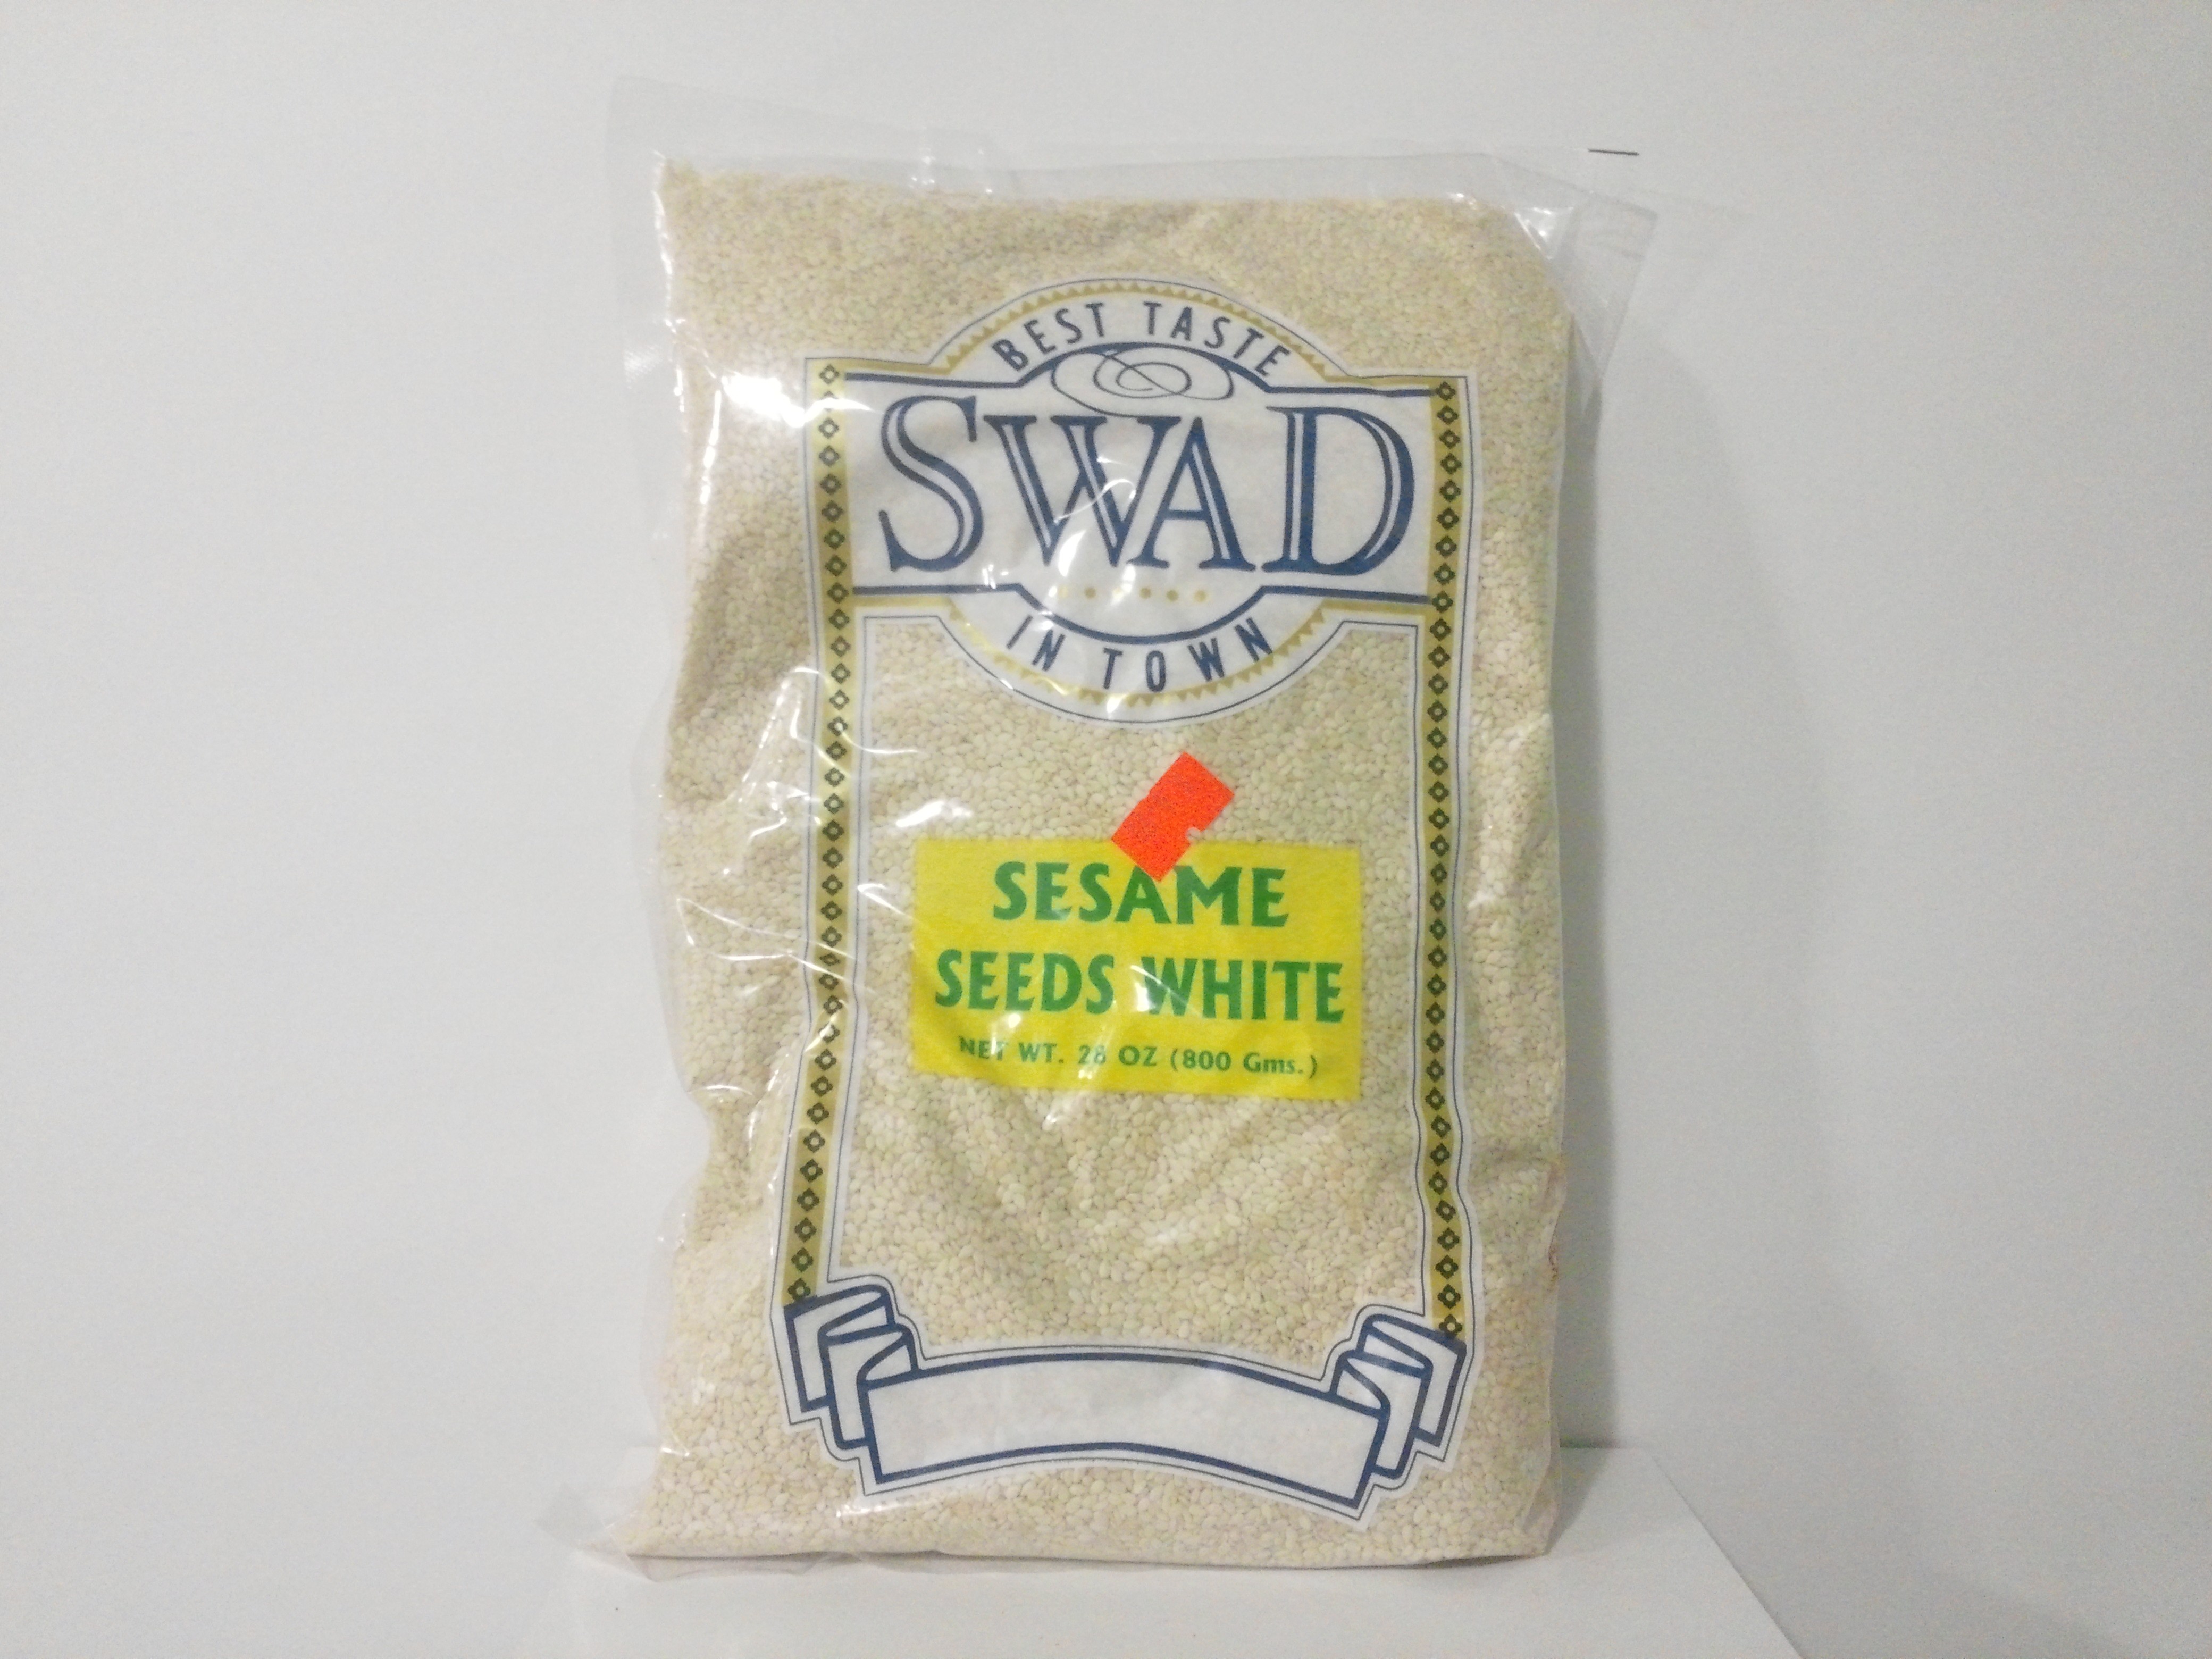 BEST TASTE
SWAD
IN TOWN
SESAME
SEEDS WHITE
NET WT. 28 OZ (800 Gms.)